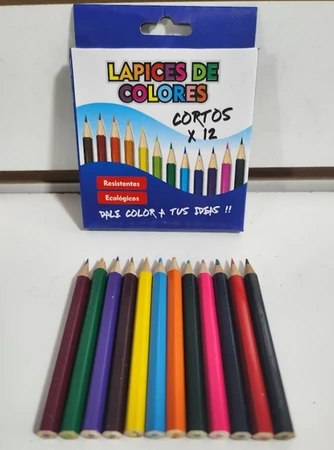 LAPICES DE
COLORES
CORTOS
X 12
Resistentes
Ecológicos
DALE COLOR A TUS IDEAS !!